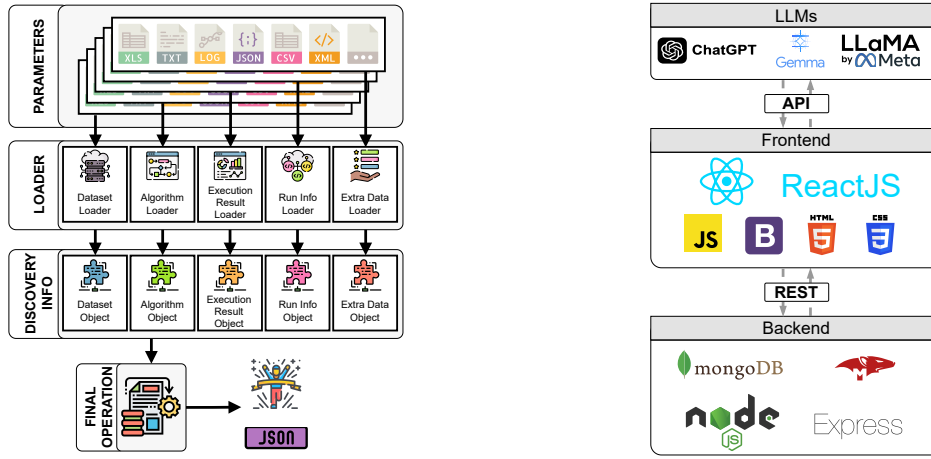 PARAMETERS
XLS TXT LOG JSON CSV XML
LOADER
Dataset
Loader
Algorithm
Loader
Execution
Result
Loader
Run Info
Loader
Extra Data
Loader
DISCOVERY
INFO
Dataset
Object
Algorithm
Object
Execution
Result
Object
Run Info
Object
Extra Data
Object
FINAL
OPERATION
JSON
LLMs
ChatGPT
Gemma
LLaMA
by Meta
API
Frontend
ReactJS
JS
B
HTML
5
CSS
3
REST
Backend
mongoDB
M
node
JS
Express